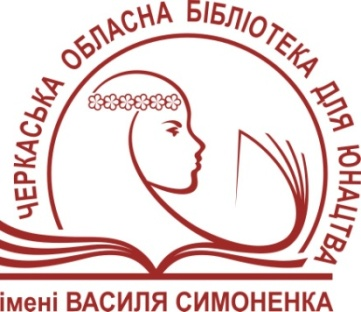 ЧЕРКАСЬКА ОБЛАСНА БІБЛІОТЕКА ДЛЯ ЮНАЦТВА
імені ВАСИЛЯ СИМОНЕНКА